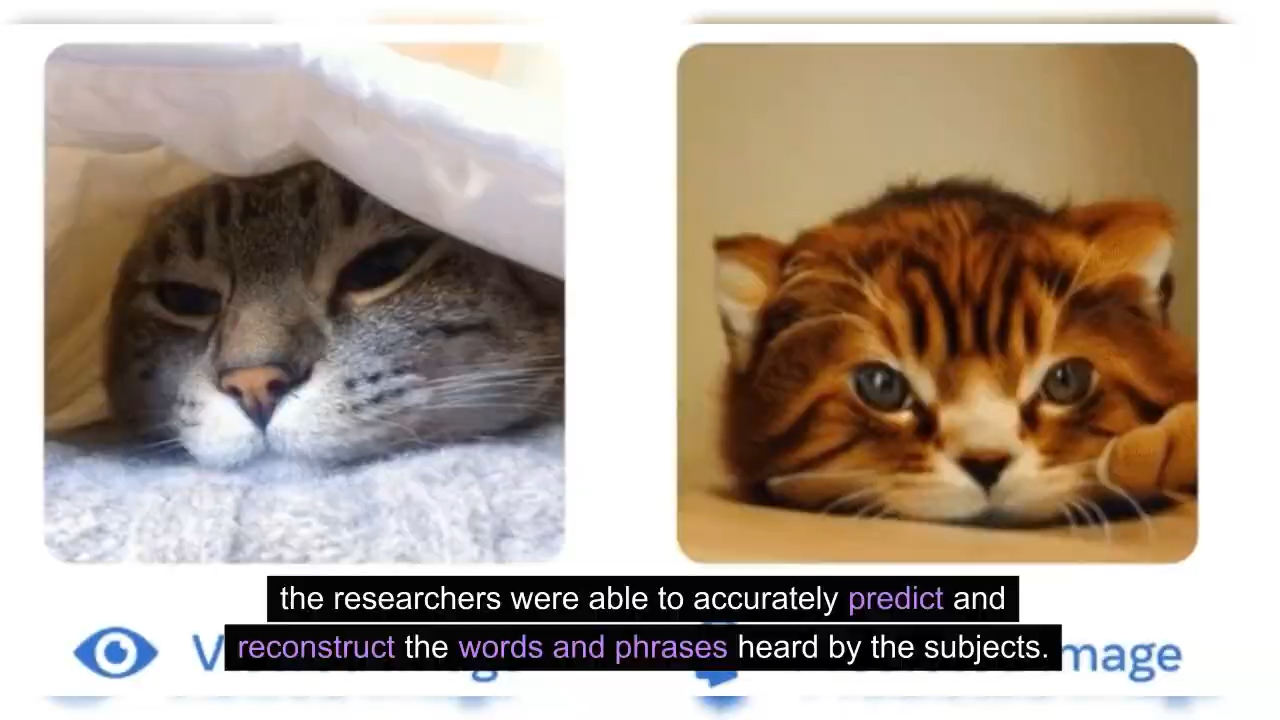 the researchers were able to accurately predict and
reconstruct the words and phrases heard by the subjects.